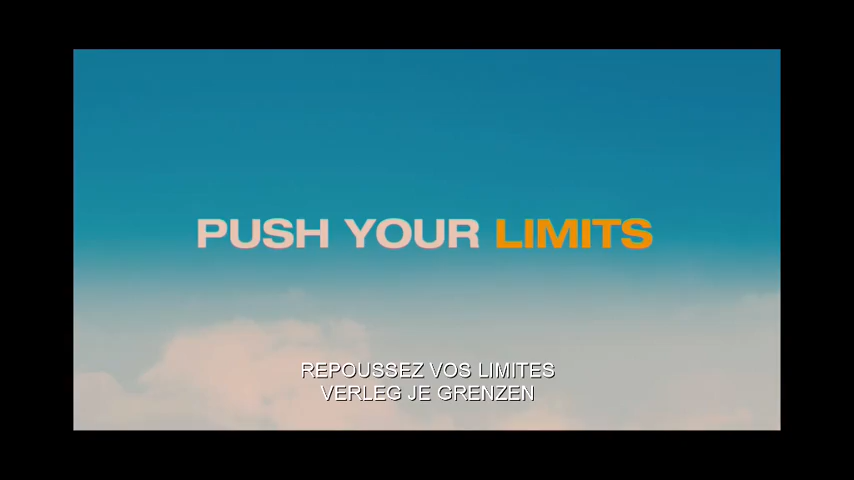 PUSH YOUR LIMITS
REPOUSSEZ VOS LIMITES
VERLEG JE GRENZEN